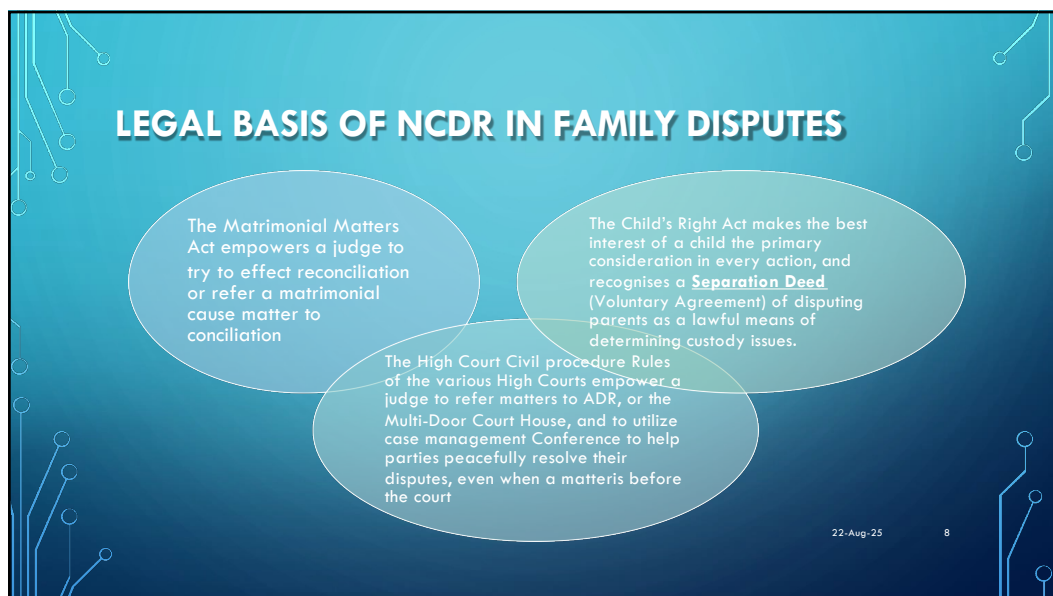 LEGAL BASIS OF NCDR IN FAMILY DISPUTES
The Matrimonial Matters
Act empowers a judge to
try to effect reconciliation
or refer a matrimonial
cause matter to
conciliation
The Child's Right Act makes the best
interest of a child the primary
consideration in every action, and
recognises a Separation Deed
(Voluntary Agreement) of disputing
parents as a lawful means of
determining custody issues.
The High Court Civil procedure Rules
of the various High Courts empower a
judge to refer matters to ADR, or the
Multi-Door Court House, and to utilize
case management Conference to help
parties peacefully resolve their
disputes, even when a matteris before
the court
22-Aug-25
8